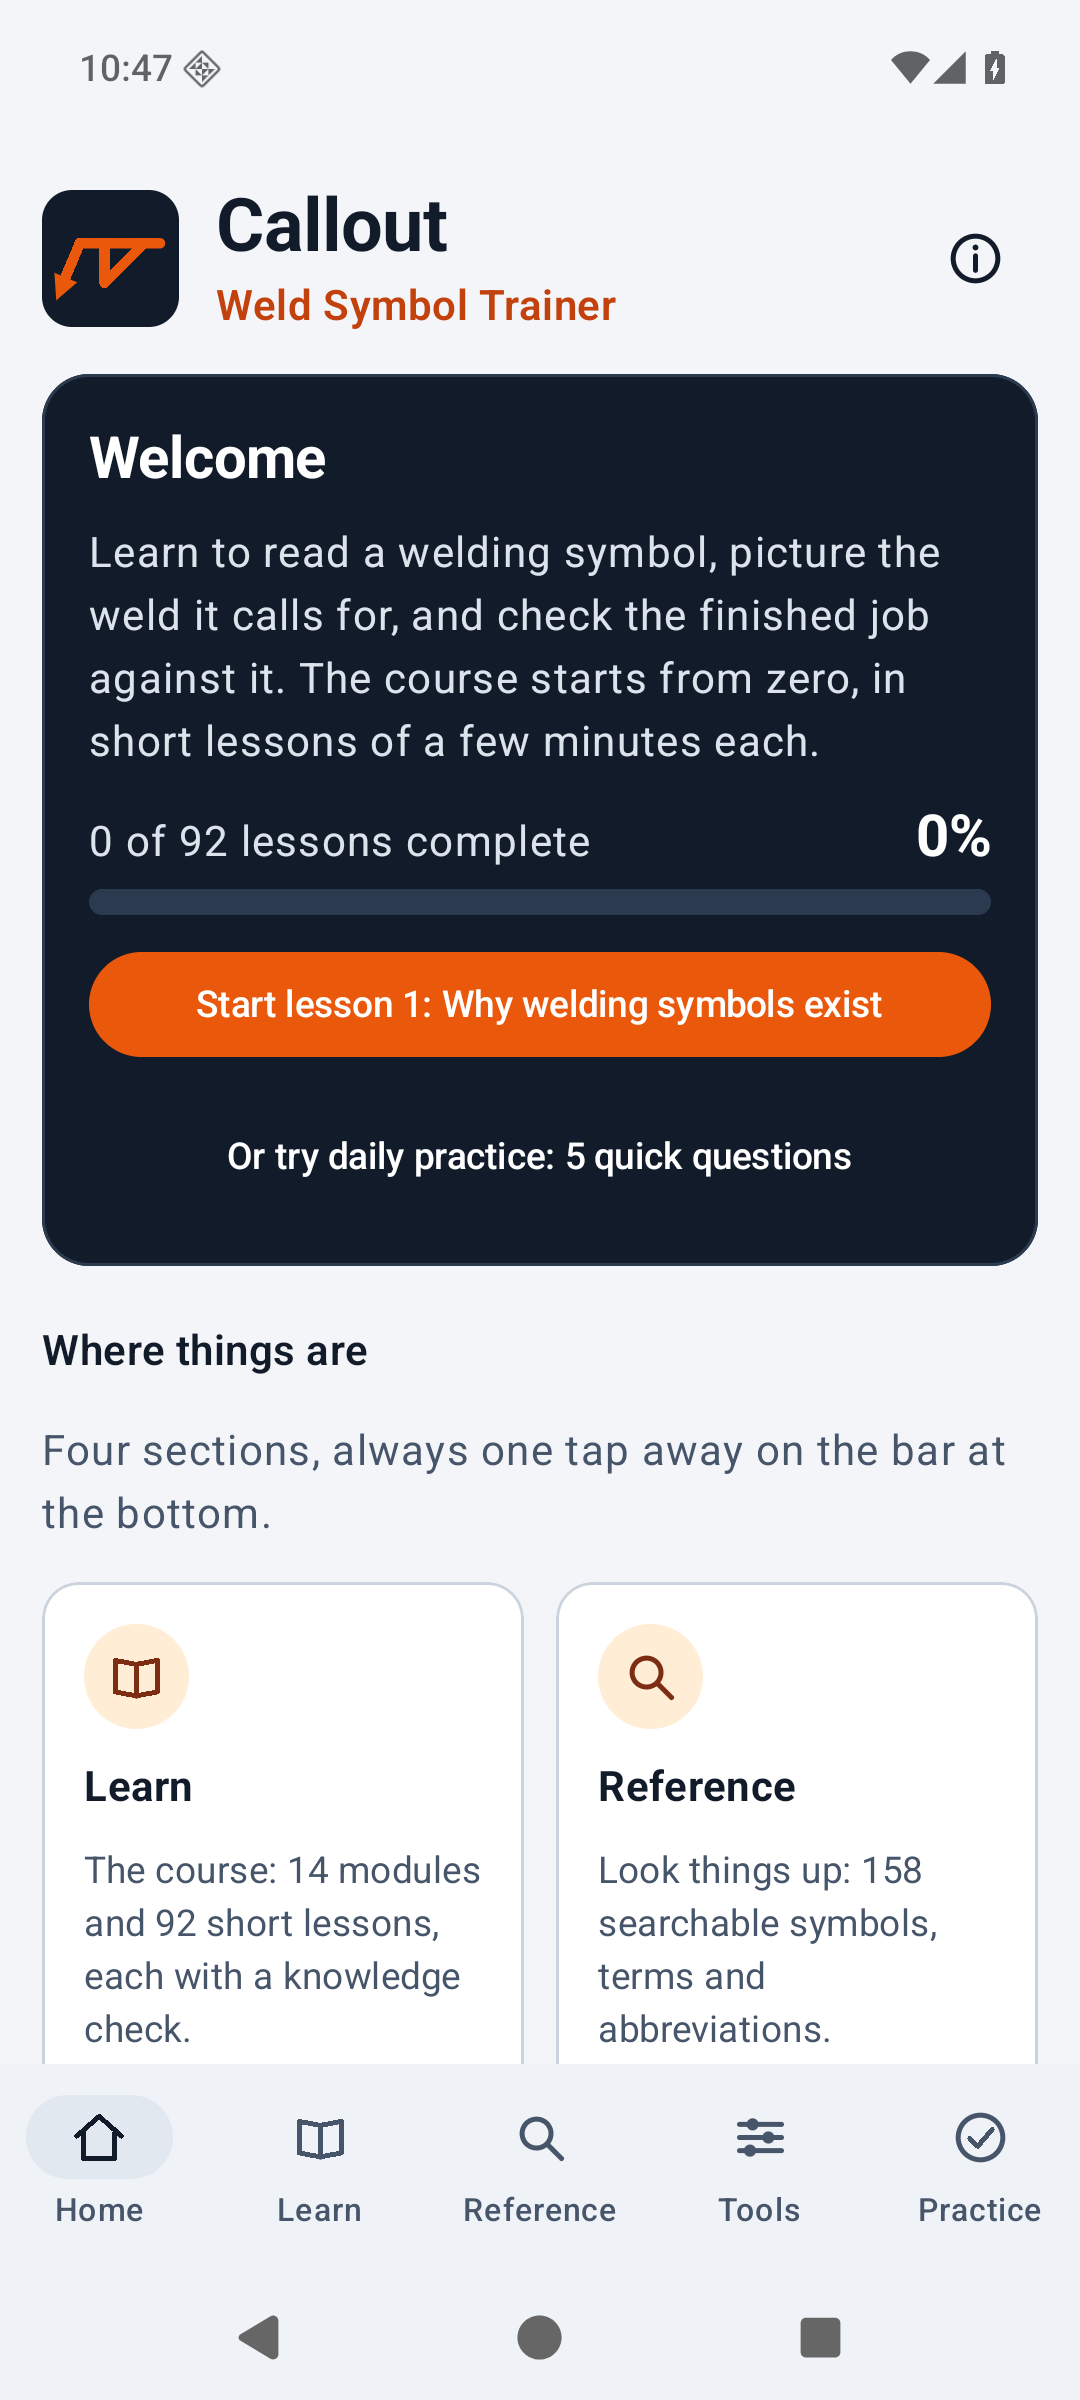 10:47
Callout
Weld Symbol Trainer
Welcome
Learn to read a welding symbol, picture the
weld it calls for, and check the finished job
against it. The course starts from zero, in
short lessons of a few minutes each.
0 of 92 lessons complete
0%
Start lesson 1: Why welding symbols exist
Or try daily practice: 5 quick questions
Where things are
Four sections, always one tap away on the bar at
the bottom.
Learn
The course: 14 modules
and 92 short lessons,
each with a knowledge
check.
Reference
Look things up: 158
searchable symbols,
terms and
abbreviations.
Home
Learn
Reference
Tools
Practice